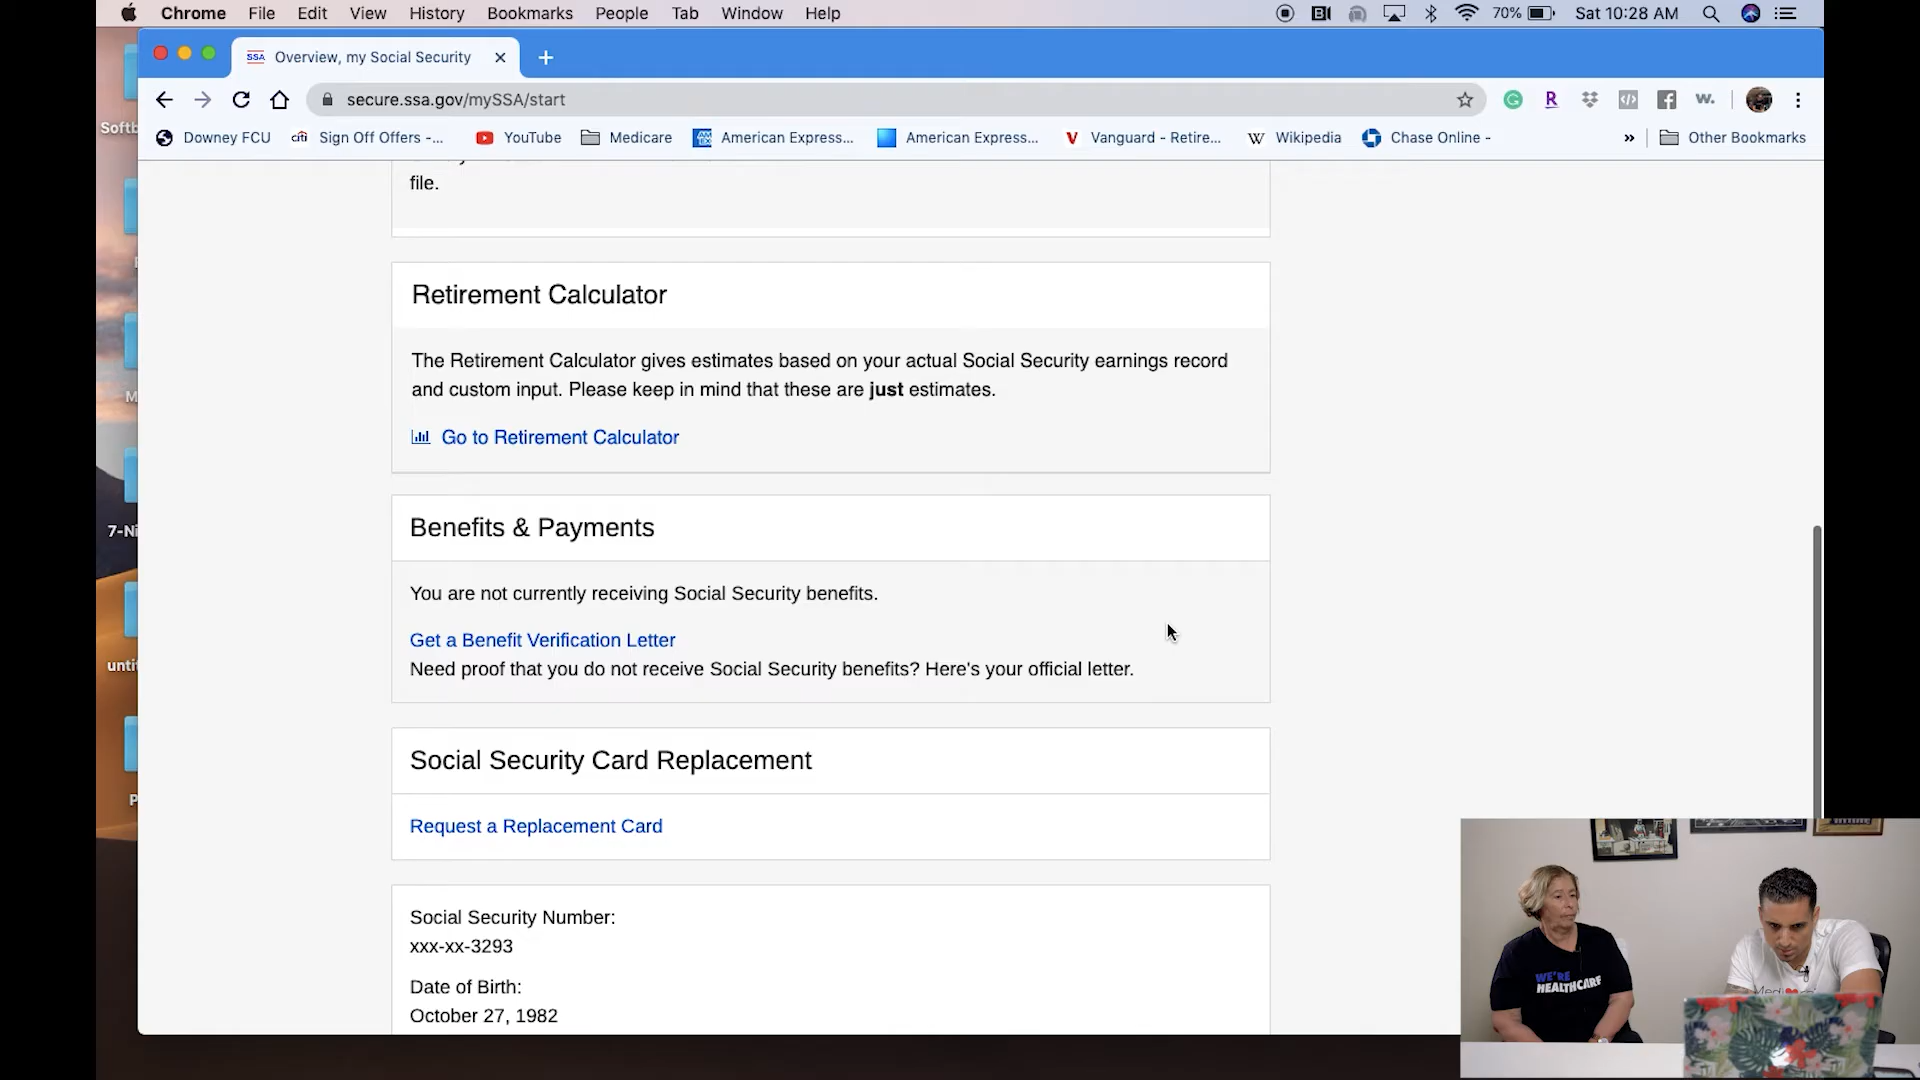 Chrome File Edit View History Bookmarks People Tab Window Help 70% Sat 10:28 AM
SSA Overview, my Social Security
secure.ssa.gov/mySSA/start
Downey FCU citi Sign Off Offers -... YouTube Medicare American Express... American Express... Vanguard - Retire... Wikipedia Chase Online - » Other Bookmarks
file.
Retirement Calculator
The Retirement Calculator gives estimates based on your actual Social Security earnings record
and custom input. Please keep in mind that these are just estimates.
Go to Retirement Calculator
Benefits & Payments
You are not currently receiving Social Security benefits.
Get a Benefit Verification Letter
Need proof that you do not receive Social Security benefits? Here's your official letter.
Social Security Card Replacement
Request a Replacement Card
Social Security Number:
xxx-xx-3293
Date of Birth:
October 27, 1982
WE'RE
HEALTHCARE